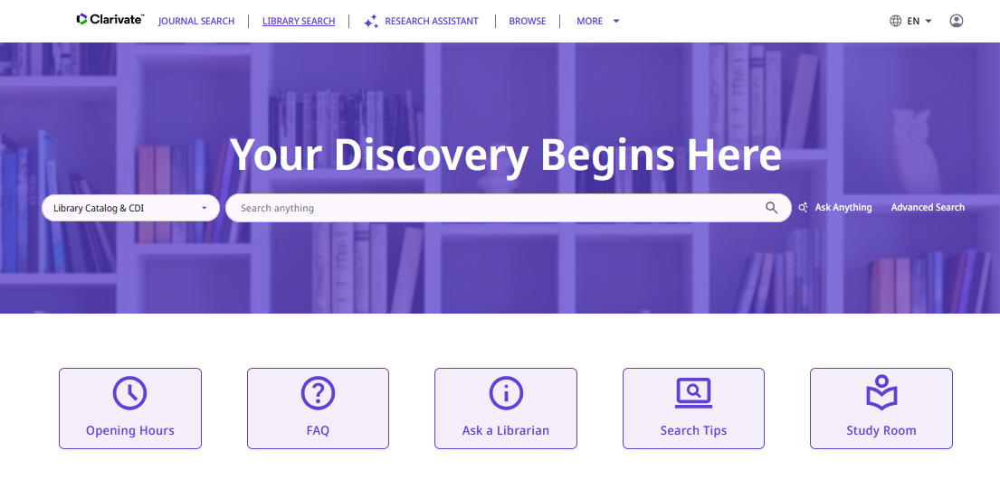 Clarivate™ JOURNAL SEARCH LIBRARY SEARCH RESEARCH ASSISTANT BROWSE MORE EN
Your Discovery Begins Here
Library Catalog & CDI Search anything Ask Anything Advanced Search
Opening Hours FAQ Ask a Librarian Search Tips Study Room